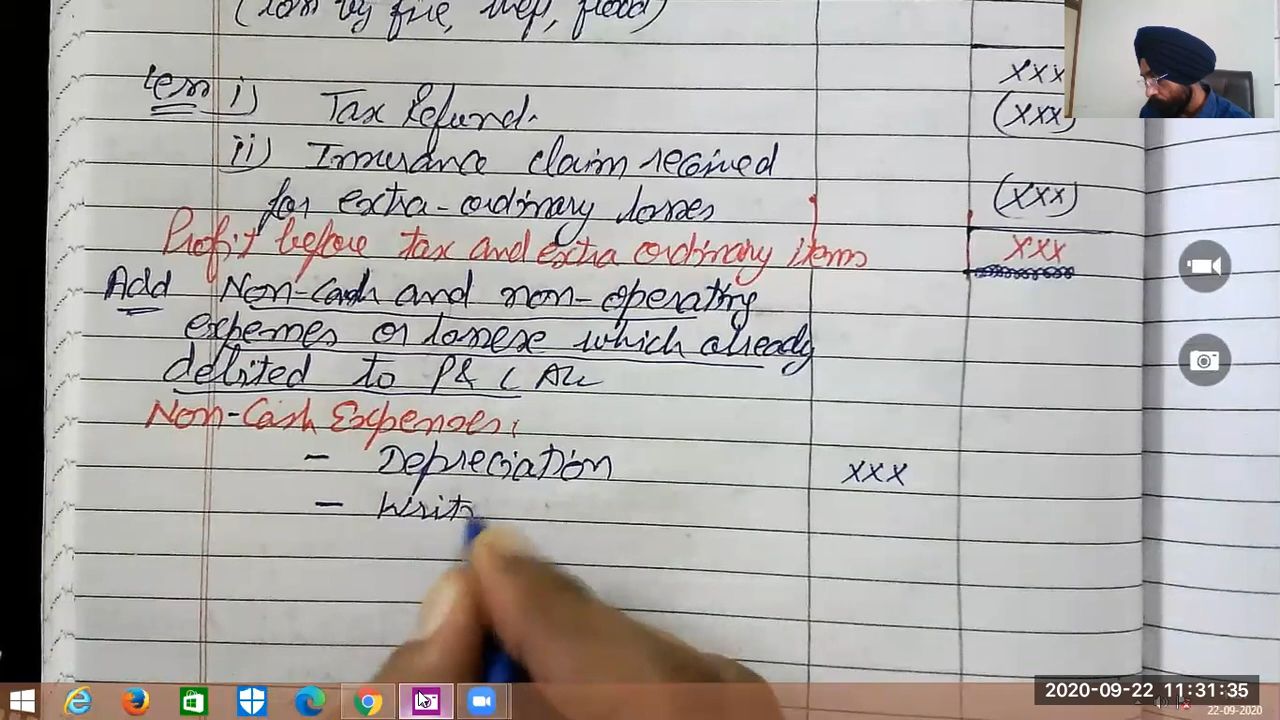 (loss by fire, theft, flood)
xxx
Less i) Tax Refund. (xxx)
ii) Insurance claim received
for extra-ordinary losses (xxx)
Profit before tax and extra ordinary items xxx
Add Non-Cash and non-operating
expenses or losses which already
debited to P&L A/c
Non-Cash Expenses:
- Depreciation xxx
- Writ
2020-09-22 11:31:35
22-09-2020